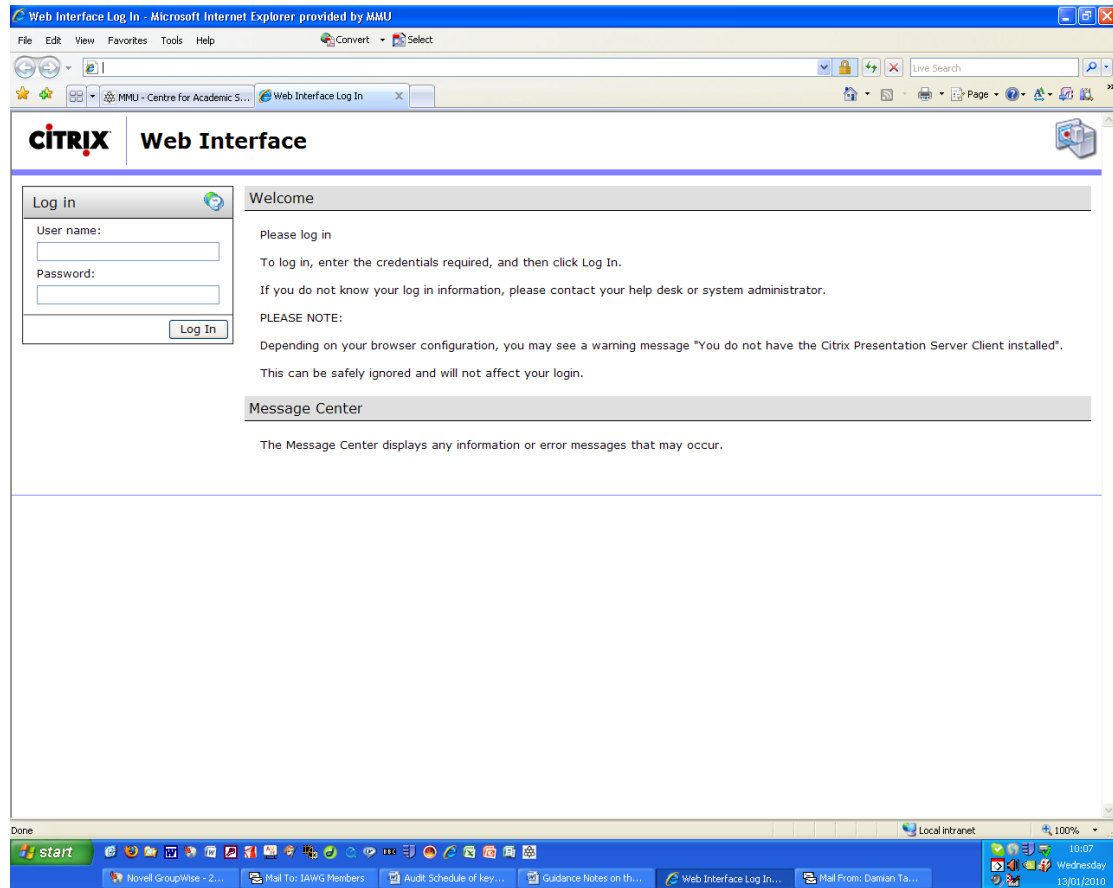 Web Interface Log In - Microsoft Internet Explorer provided by MMU
File Edit View Favorites Tools Help Convert Select
Live Search
MMU - Centre for Academic S... Web Interface Log In Page
CITRIX Web Interface
Log in
User name:
Password:
Log In
Welcome
Please log in
To log in, enter the credentials required, and then click Log In.
If you do not know your log in information, please contact your help desk or system administrator.
PLEASE NOTE:
Depending on your browser configuration, you may see a warning message "You do not have the Citrix Presentation Server Client installed".
This can be safely ignored and will not affect your login.
Message Center
The Message Center displays any information or error messages that may occur.
Done Local intranet 100%
start 10:07
Wednesday
Novell GroupWise - 2... Mail To: IAWG Members Audit Schedule of key... Guidance Notes on th... Web Interface Log In... Mail From: Damian Ta... 13/01/2010